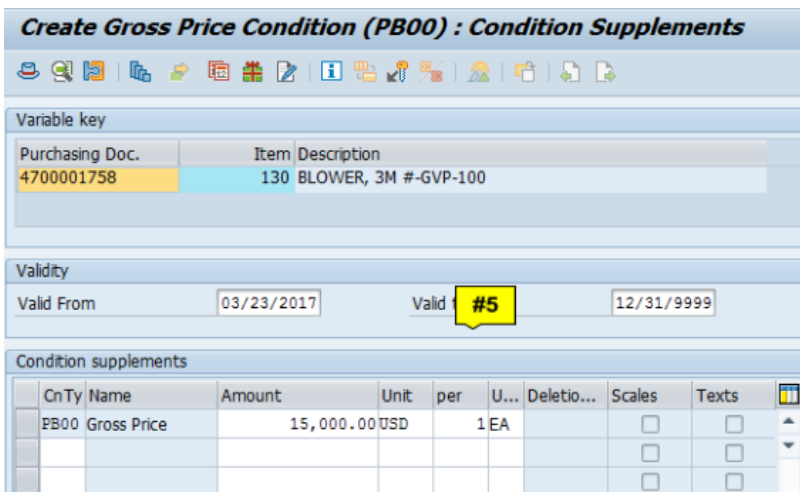 Create Gross Price Condition (PB00) : Condition Supplements
Variable key
Purchasing Doc. Item Description
4700001758 130 BLOWER, 3M #-GVP-100
Validity
Valid From 03/23/2017 Valid #5 12/31/9999
Condition supplements
CnTy Name Amount Unit per U... Deletio... Scales Texts
PB00 Gross Price 15,000.00 USD 1 EA